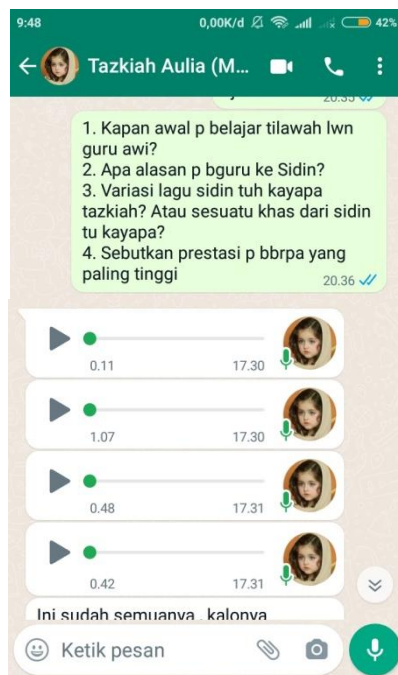 9:48 0,00K/d 42%
Tazkiah Aulia (M...
20.35
1. Kapan awal p belajar tilawah lwn
guru awi?
2. Apa alasan p bguru ke Sidin?
3. Variasi lagu sidin tuh kayapa
tazkiah? Atau sesuatu khas dari sidin
tu kayapa?
4. Sebutkan prestasi p bbrpa yang
paling tinggi
20.36
0.11 17.30
1.07 17.30
0.48 17.31
0.42 17.31
Ini sudah semuanya , kalonya
Ketik pesan